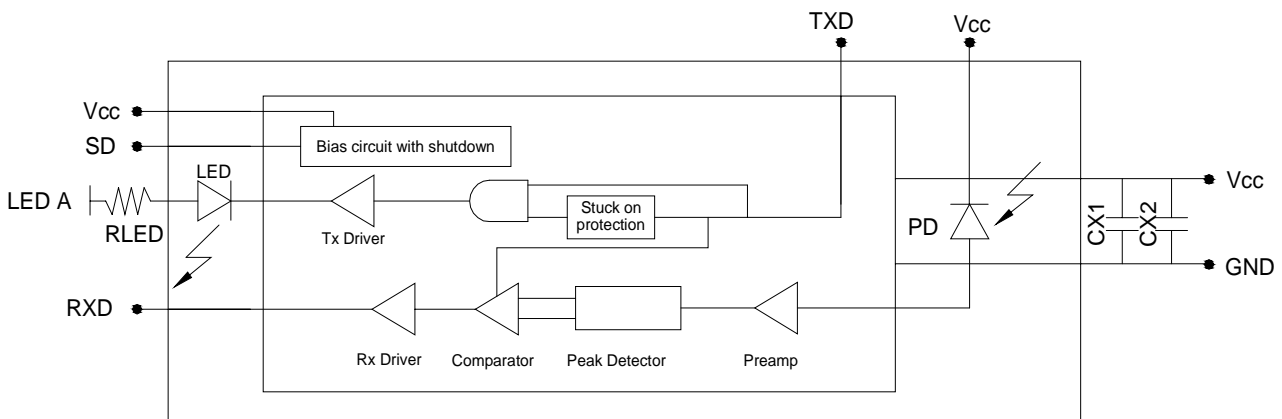 TXD
Vcc
Vcc
SD
Bias circuit with shutdown
LED
LED A
RLED
Tx Driver
Stuck on
protection
PD
CX1
CX2
Vcc
GND
RXD
Rx Driver
Comparator
Peak Detector
Preamp